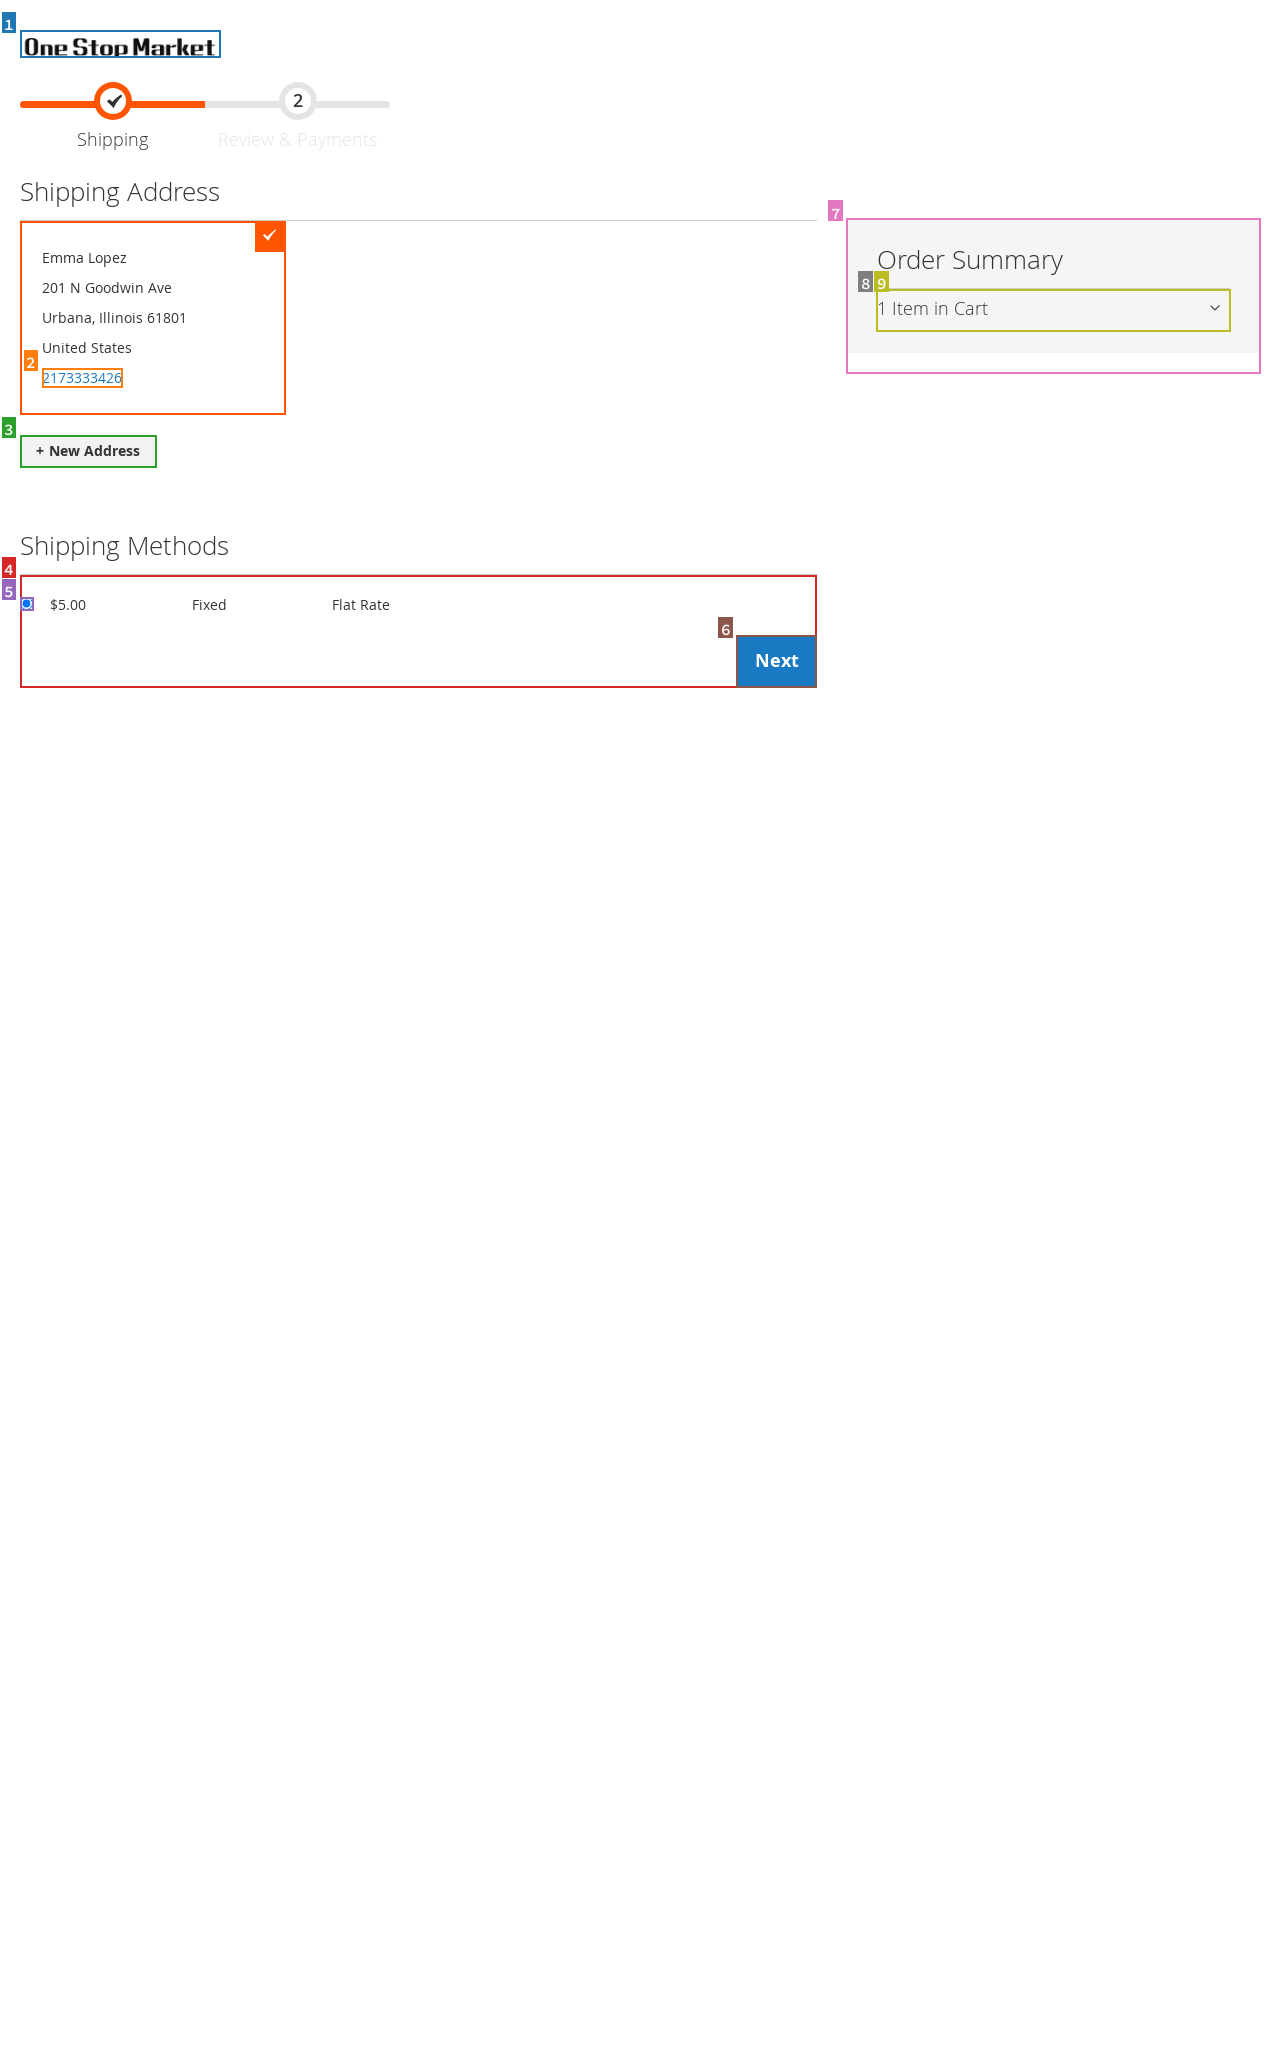 1
One Stop Market
2
Shipping
Review & Payments
Shipping Address
7
Emma Lopez
Order Summary
201 N Goodwin Ave
8 9
1 Item in Cart
Urbana, Illinois 61801
United States
2
2173333426
3
+ New Address
Shipping Methods
4
5
$5.00 Fixed Flat Rate
6
Next